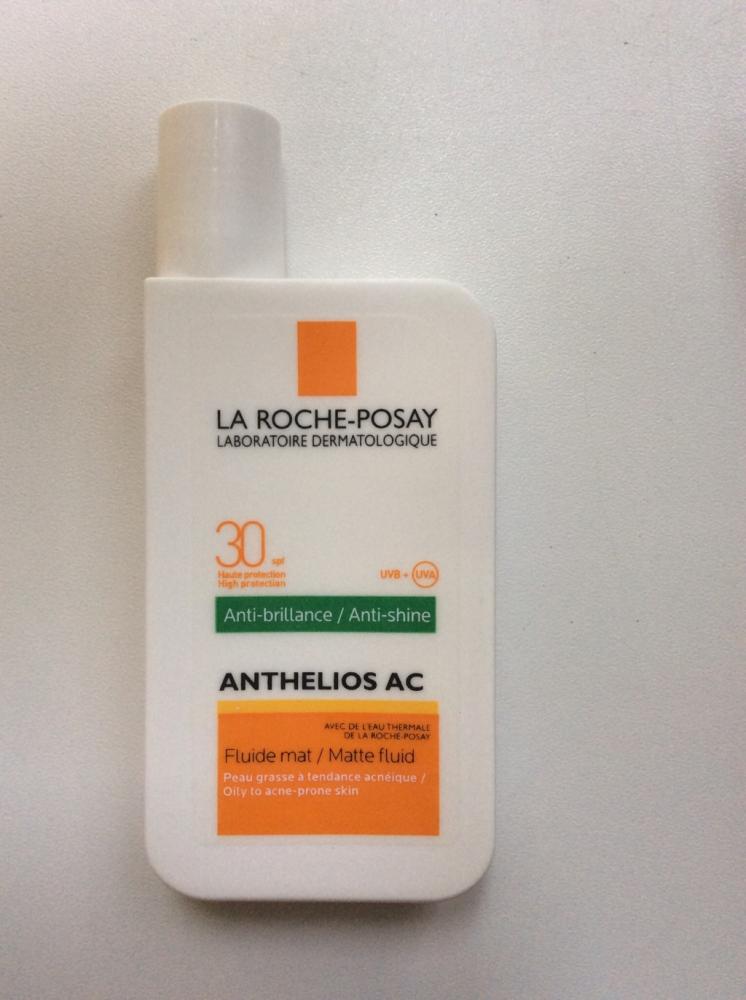 LA ROCHE-POSAY
LABORATOIRE DERMATOLOGIQUE
30 spf
Haute protection
High protection
UVB + UVA
Anti-brillance / Anti-shine
ANTHELIOS AC
AVEC DE L'EAU THERMALE
DE LA ROCHE-POSAY
Fluide mat / Matte fluid
Peau grasse à tendance acnéique /
Oily to acne-prone skin